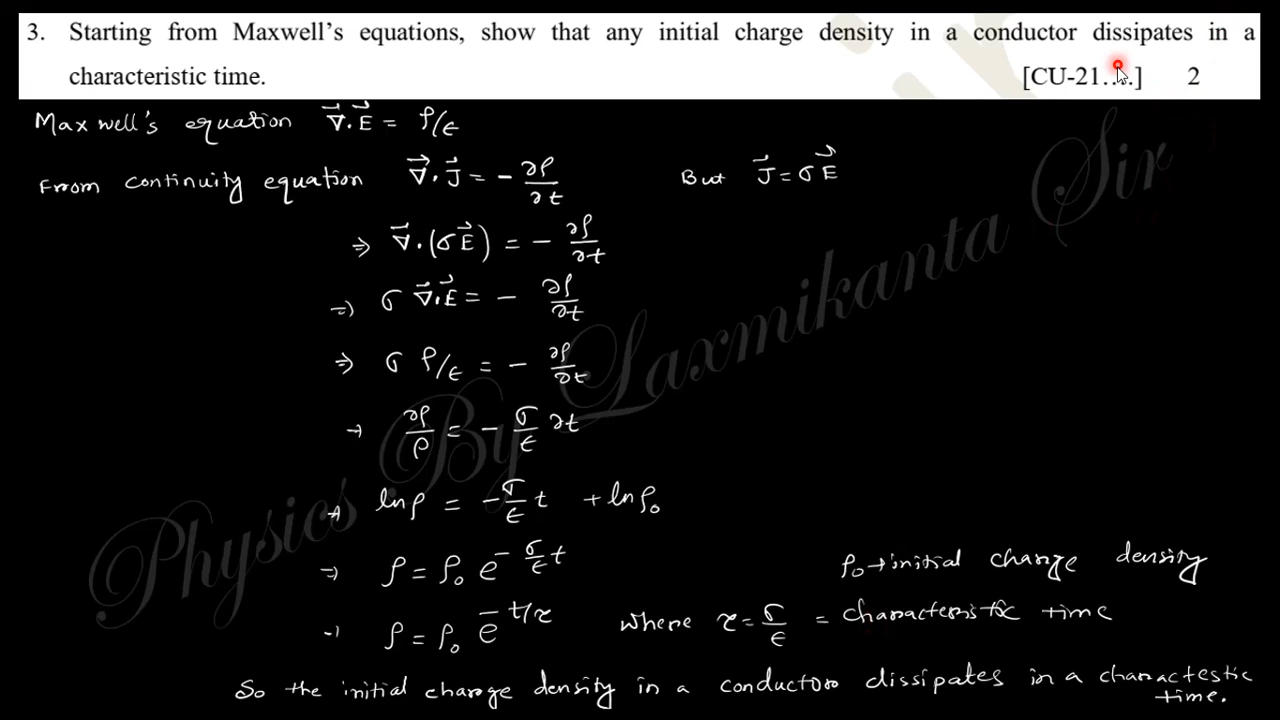 3. Starting from Maxwell's equations, show that any initial charge density in a conductor dissipates in a
characteristic time. [CU-21...] 2
Maxwell's equation ∇⃗·E⃗ = ρ/ϵ
From continuity equation ∇⃗·J⃗ = - ∂ρ/∂t But J⃗ = σE⃗
⇒ ∇⃗·(σE⃗) = - ∂ρ/∂t
⇒ σ ∇⃗·E⃗ = - ∂ρ/∂t
⇒ σ ρ/ϵ = - ∂ρ/∂t
⇒ ∂ρ/ρ = - σ/ϵ ∂t
⇒ lnρ = - σ/ϵ t + lnρ₀
⇒ ρ = ρ₀ e^(- σ/ϵ t) ρ₀ → initial charge density
⇒ ρ = ρ₀ e^(- t/τ) where τ = σ/ϵ = characteristic time
So the initial charge density in a conductor dissipates in a charactestic
time.
Physics By Laxmikanta Sir